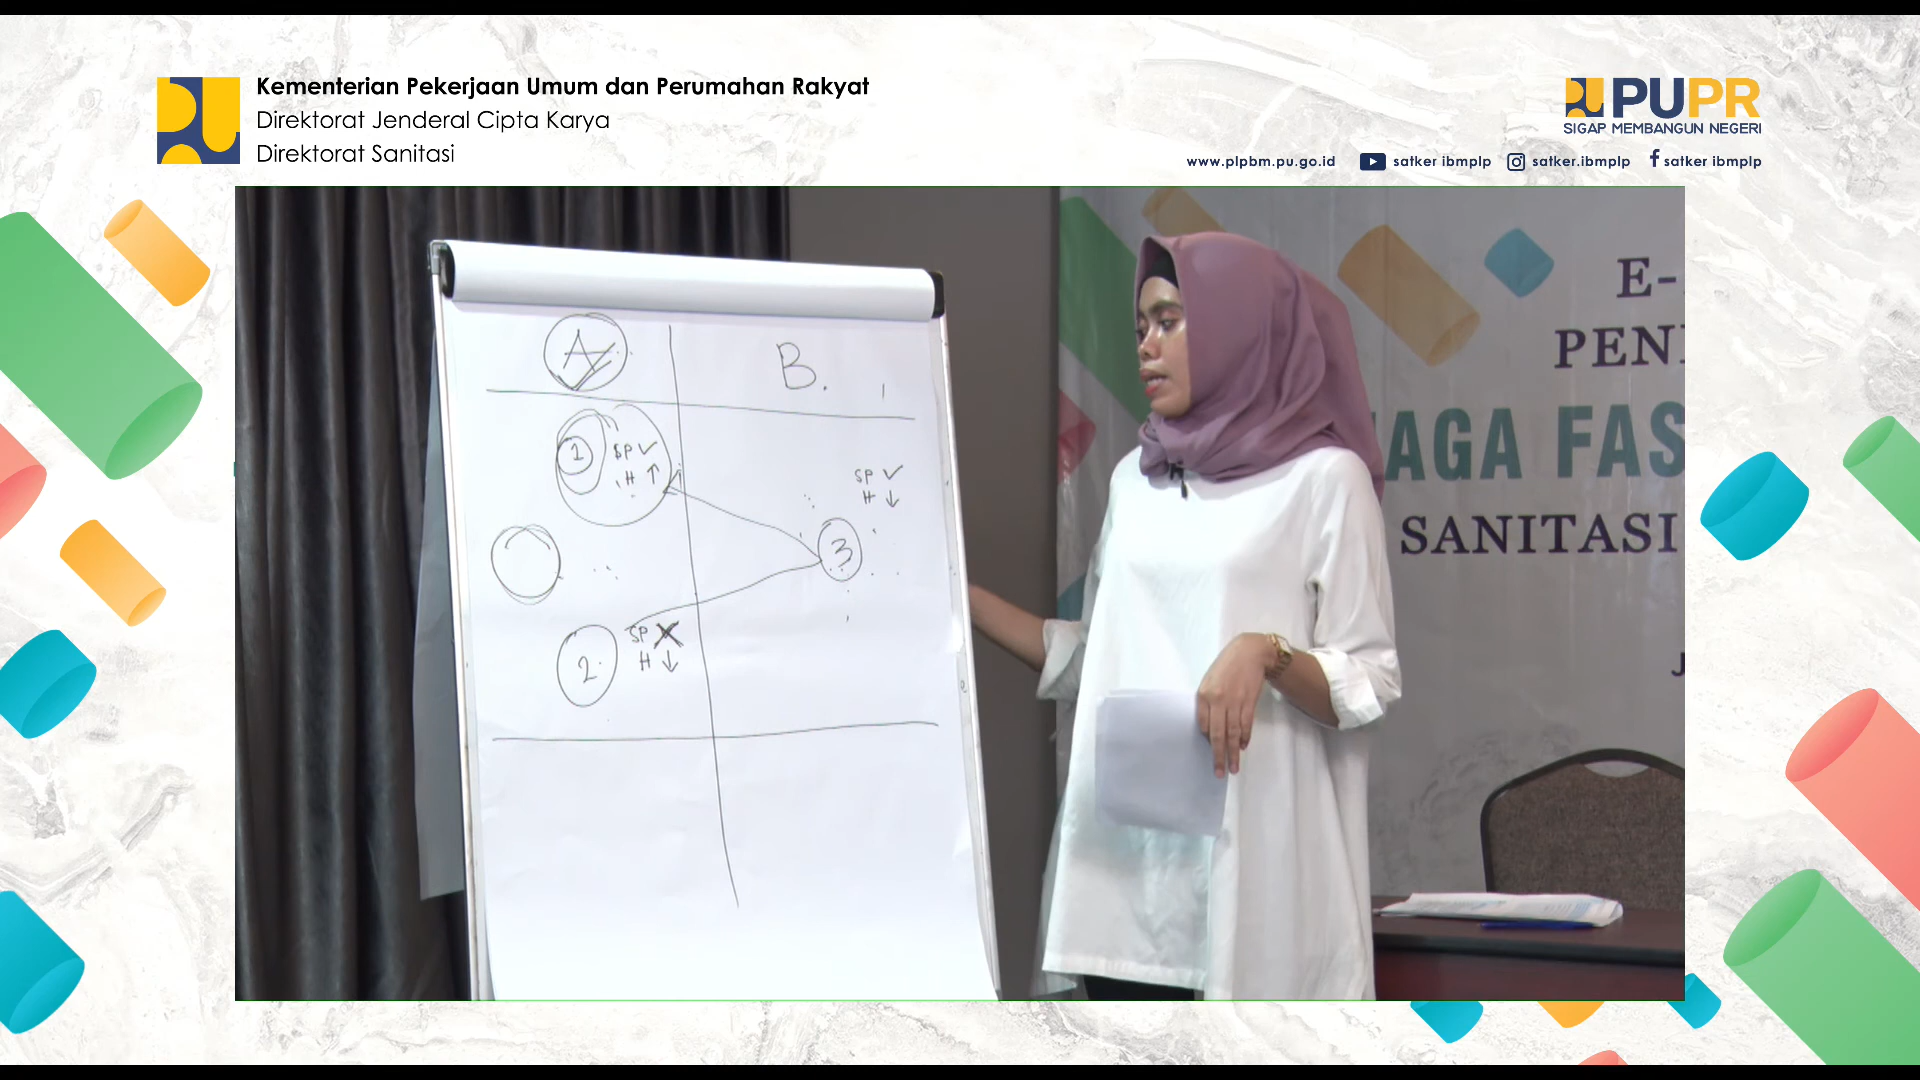 Kementerian Pekerjaan Umum dan Perumahan Rakyat
Direktorat Jenderal Cipta Karya
Direktorat Sanitasi
PUPR
SIGAP MEMBANGUN NEGERI
www.plpbm.pu.go.id satker ibmplp satker.ibmplp satker ibmplp
A B.
1 SP ✓
H ↑
SP ✓
H ↓
3
2 SP X
H ↓
E-
PEN
AGA FAS
SANITASI
J